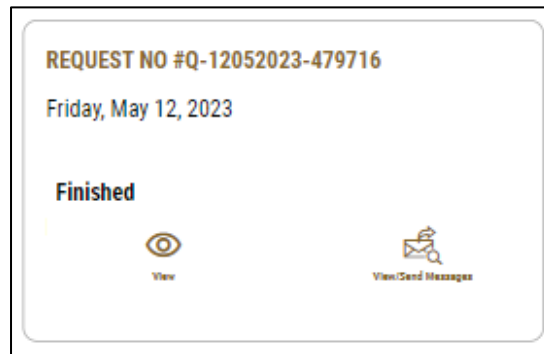 REQUEST NO #Q-12052023-479716
Friday, May 12, 2023
Finished
View
View/Send Messages